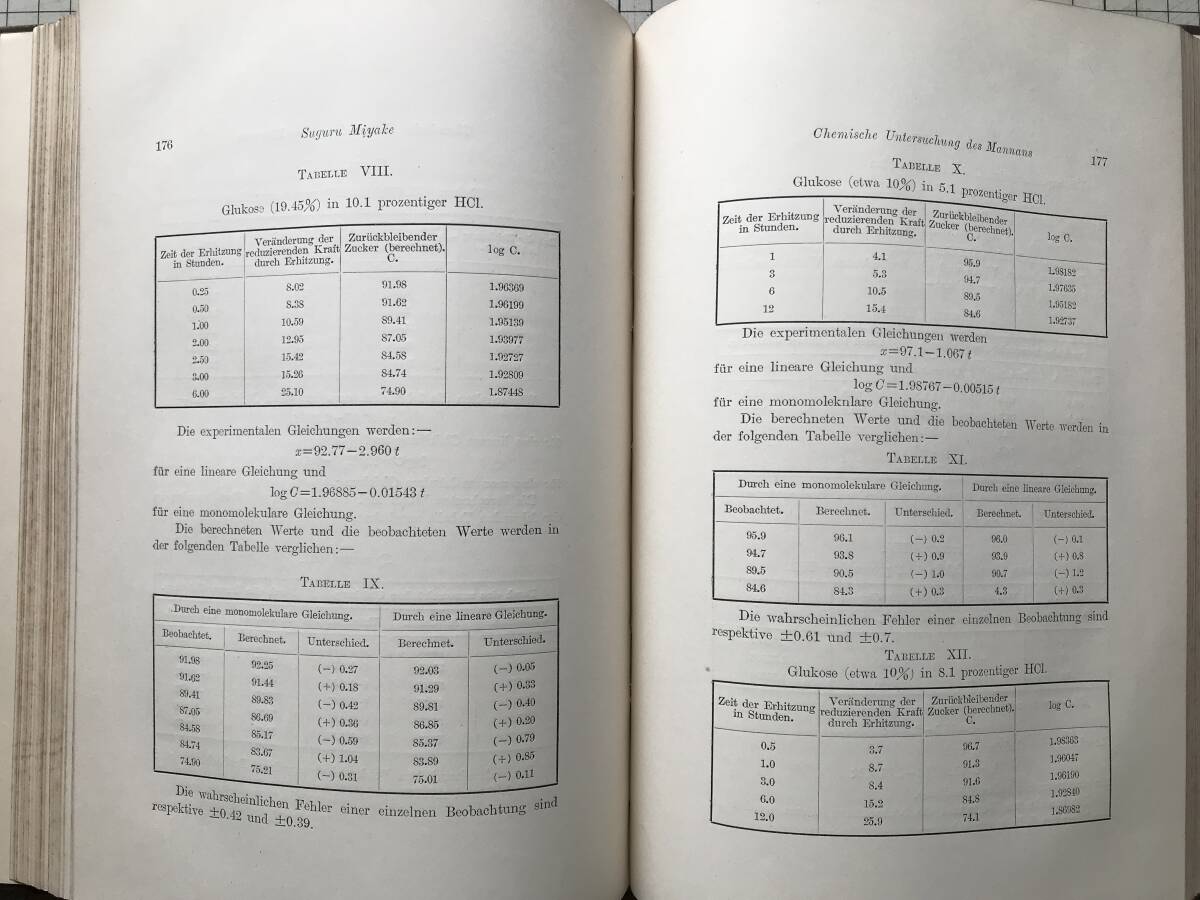 176
Suguru Miyake
TABELLE VIII.
Glukose (19.45%) in 10.1 prozentiger HCl.
Zeit der Erhitzung in Stunden. Veränderung der reduzierenden Kraft durch Erhitzung. Zurückbleibender Zucker (berechnet). C. log C.
0.25 8.02 91.98 1.96369
0.50 8.38 91.62 1.96199
1.00 10.59 89.41 1.95139
2.00 12.95 87.05 1.93977
2.50 15.42 84.58 1.92727
3.00 15.26 84.74 1.92809
6.00 25.10 74.90 1.87448
Die experimentalen Gleichungen werden:—
x=92.77−2.960 t
für eine lineare Gleichung und
log C=1.96885−0.01543 t
für eine monomolekulare Gleichung.
Die berechneten Werte und die beobachteten Werte werden in
der folgenden Tabelle verglichen:—
TABELLE IX.
Durch eine monomolekulare Gleichung. Durch eine lineare Gleichung.
Beobachtet. Berechnet. Unterschied. Berechnet. Unterschied.
91.98 92.25 (−) 0.27 92.03 (−) 0.05
91.62 91.44 (+) 0.18 91.29 (+) 0.33
89.41 89.83 (−) 0.42 89.81 (−) 0.40
87.05 86.69 (+) 0.36 86.85 (+) 0.20
84.58 85.17 (−) 0.59 85.37 (−) 0.79
84.74 83.67 (+) 1.04 83.89 (+) 0.85
74.90 75.21 (−) 0.31 75.01 (−) 0.11
Die wahrscheinlichen Fehler einer einzelnen Beobachtung sind
respektive ±0.42 und ±0.39.
Chemische Untersuchung des Mannans
177
TABELLE X.
Glukose (etwa 10%) in 5.1 prozentiger HCl.
Zeit der Erhitzung in Stunden. Veränderung der reduzierenden Kraft durch Erhitzung. Zurückbleibender Zucker (berechnet). C. log C.
1 4.1 95.9 1.98182
3 5.3 94.7 1.97635
6 10.5 89.5 1.95182
12 15.4 84.6 1.92737
Die experimentalen Gleichungen werden
x=97.1−1.067 t
für eine lineare Gleichung und
log C=1.98767−0.00515 t
für eine monomoleknlare Gleichung.
Die berechneten Werte und die beobachteten Werte werden in
der folgenden Tabelle verglichen:—
TABELLE XI.
Durch eine monomolekulare Gleichung. Durch eine lineare Gleichung.
Beobachtet. Berechnet. Unterschied. Berechnet. Unterschied.
95.9 96.1 (−) 0.2 96.0 (−) 0.1
94.7 93.8 (+) 0.9 93.9 (+) 0.8
89.5 90.5 (−) 1.0 90.7 (−) 1.2
84.6 84.3 (+) 0.3 4.3 (+) 0.3
Die wahrscheinlichen Fehler einer einzelnen Beobachtung sind
respektive ±0.61 und ±0.7.
TABELLE XII.
Glukose (etwa 10%) in 8.1 prozentiger HCl.
Zeit der Erhitzung in Stunden. Veränderung der reduzierenden Kraft durch Erhitzung. Zurückbleibender Zucker (berechnet). C. log C.
0.5 3.7 96.7 1.98363
1.0 8.7 91.3 1.96047
3.0 8.4 91.6 1.96190
6.0 15.2 84.8 1.92840
12.0 25.9 74.1 1.86982